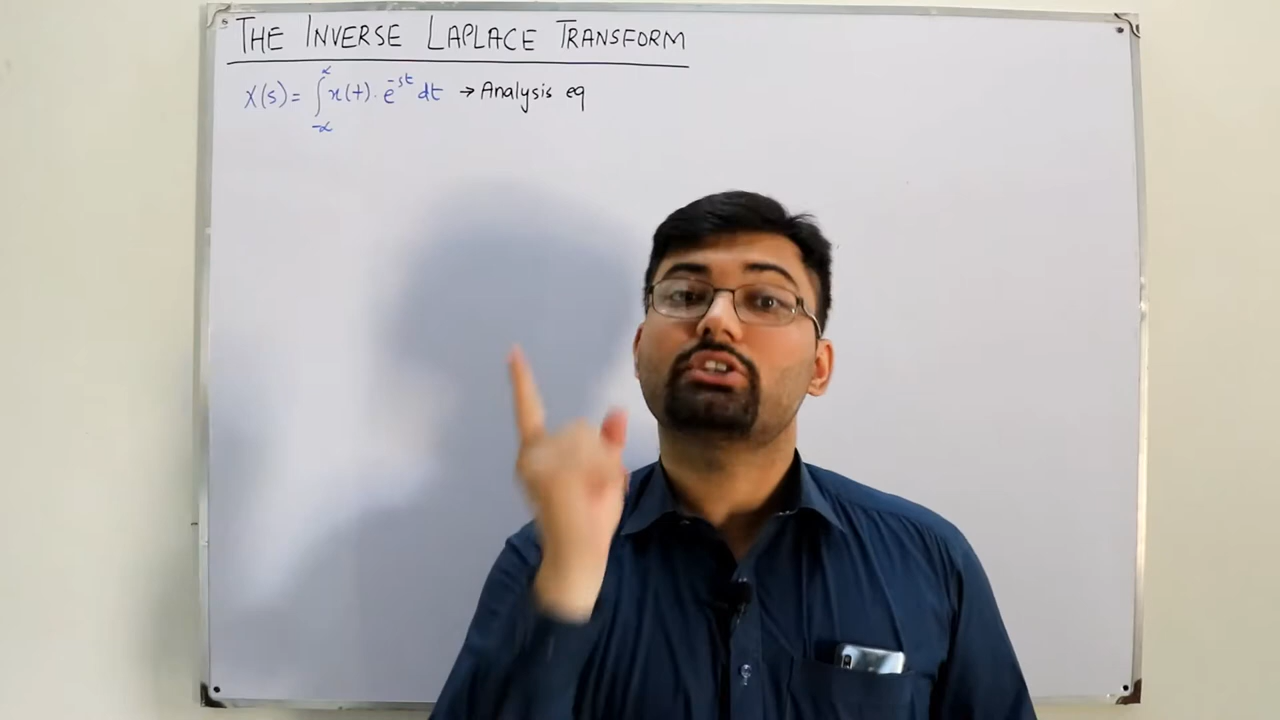 THE INVERSE LAPLACE TRANSFORM
X(s) = ∫_{-∞}^{∞} x(t) · e^{-st} dt → Analysis eq